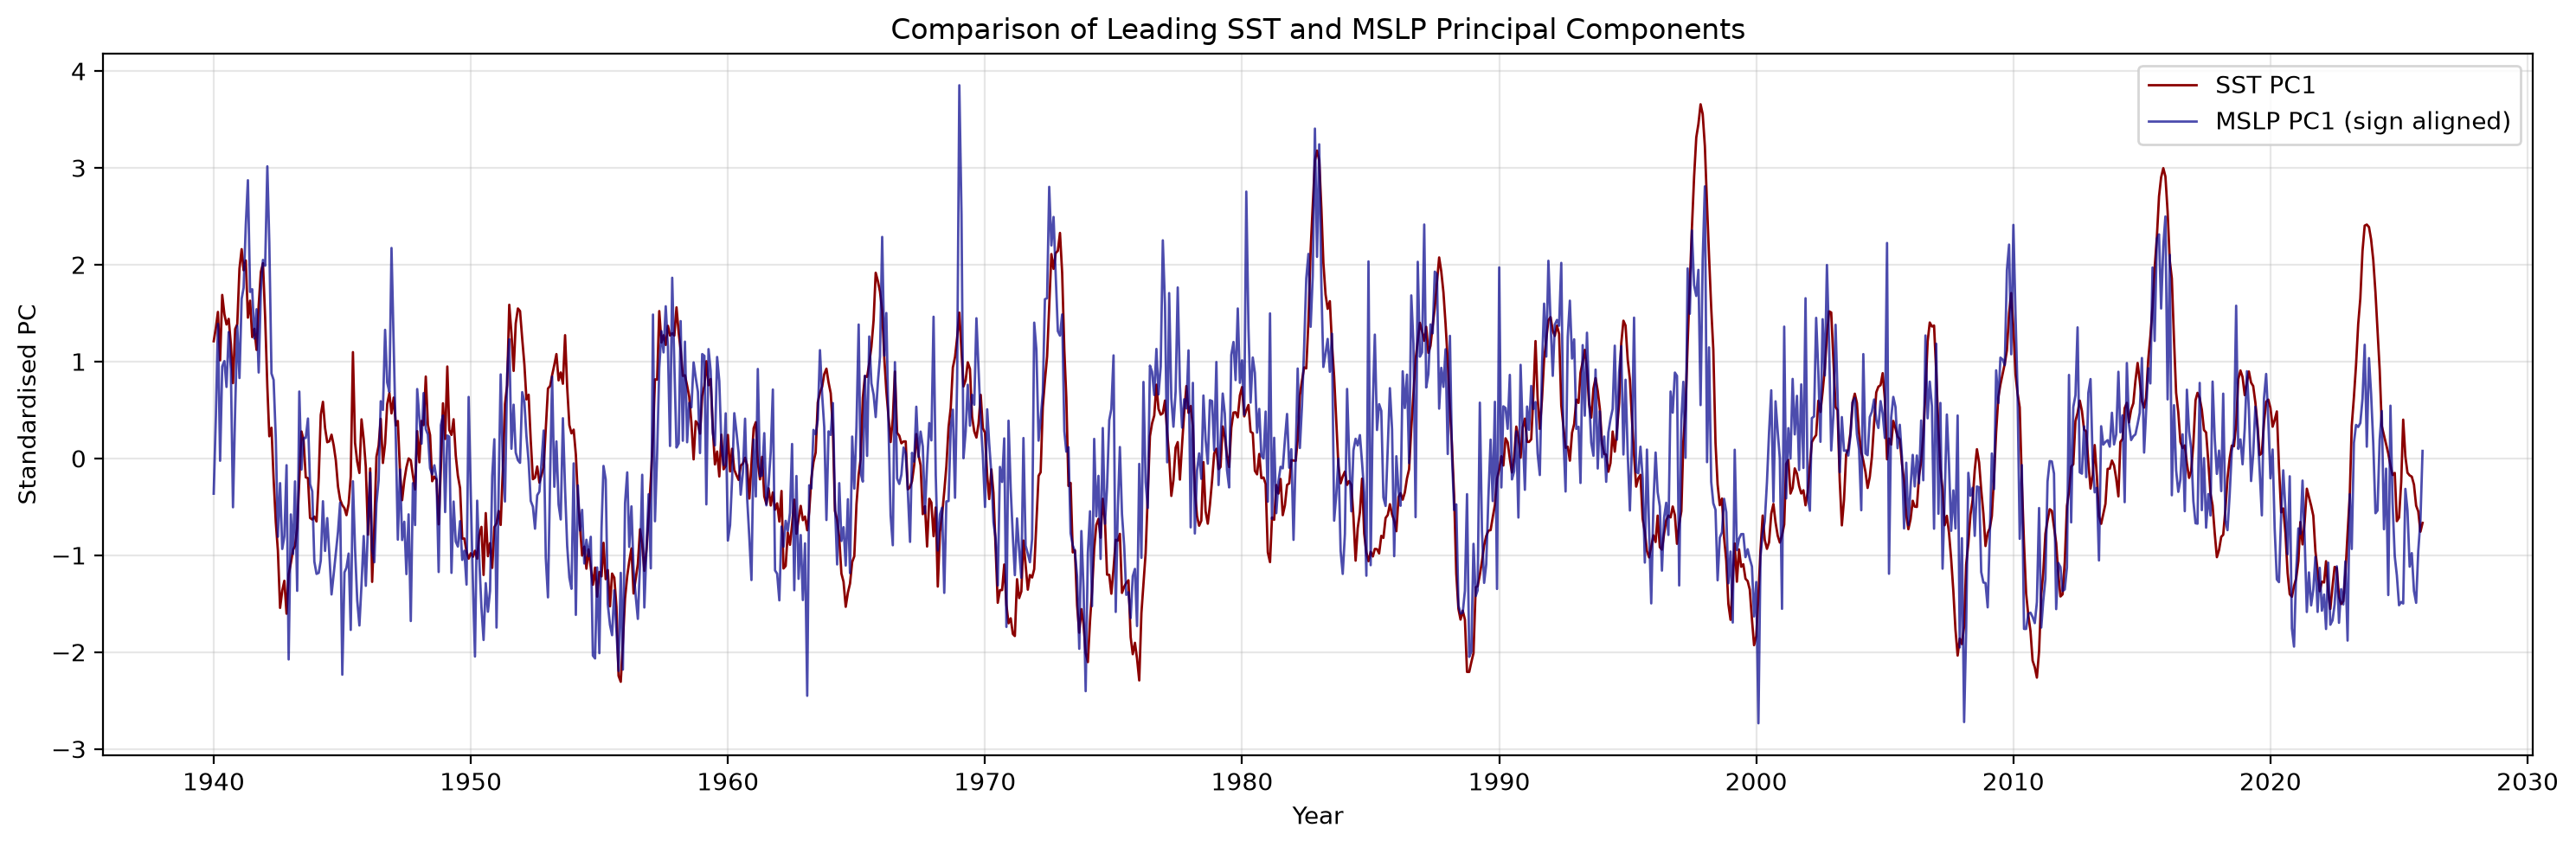 Comparison of Leading SST and MSLP Principal Components
SST PC1
MSLP PC1 (sign aligned)
Standardised PC
4
3
2
1
0
−1
−2
−3
1940 1950 1960 1970 1980 1990 2000 2010 2020 2030
Year